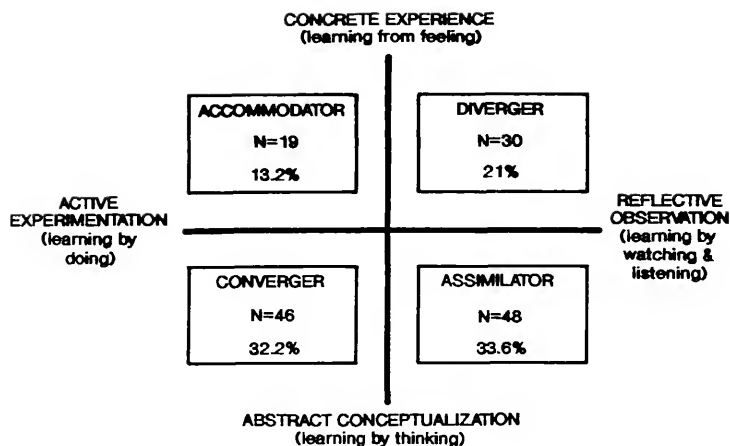 CONCRETE EXPERIENCE
(learning from feeling)
ACCOMMODATOR
N=19
13.2%
DIVERGER
N=30
21%
ACTIVE
EXPERIMENTATION
(learning by
doing)
REFLECTIVE
OBSERVATION
(learning by
watching &
listening)
CONVERGER
N=46
32.2%
ASSIMILATOR
N=48
33.6%
ABSTRACT CONCEPTUALIZATION
(learning by thinking)